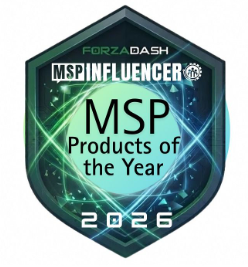 FORZADASH
MSPINFLUENCER
MSP
Products of
the Year
2026